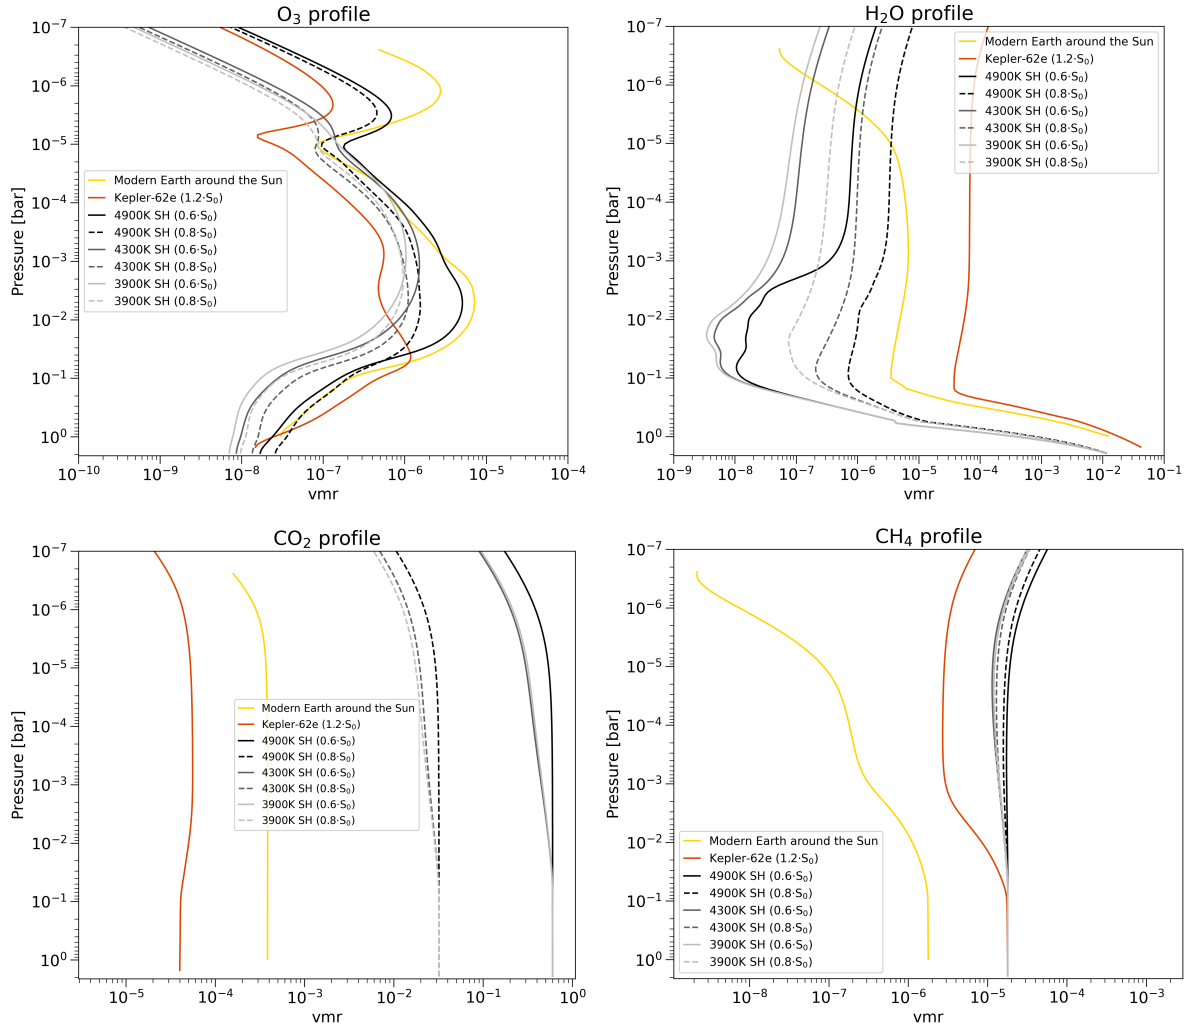 O₃ profile
10⁻⁷
10⁻⁶
10⁻⁵
10⁻⁴
10⁻³
10⁻²
10⁻¹
10⁰
Pressure [bar]
Modern Earth around the Sun
Kepler-62e (1.2·S₀)
4900K SH (0.6·S₀)
4900K SH (0.8·S₀)
4300K SH (0.6·S₀)
4300K SH (0.8·S₀)
3900K SH (0.6·S₀)
3900K SH (0.8·S₀)
10⁻¹⁰ 10⁻⁹ 10⁻⁸ 10⁻⁷ 10⁻⁶ 10⁻⁵ 10⁻⁴
vmr
H₂O profile
10⁻⁷
10⁻⁶
10⁻⁵
10⁻⁴
10⁻³
10⁻²
10⁻¹
10⁰
Pressure [bar]
Modern Earth around the Sun
Kepler-62e (1.2·S₀)
4900K SH (0.6·S₀)
4900K SH (0.8·S₀)
4300K SH (0.6·S₀)
4300K SH (0.8·S₀)
3900K SH (0.6·S₀)
3900K SH (0.8·S₀)
10⁻⁹ 10⁻⁸ 10⁻⁷ 10⁻⁶ 10⁻⁵ 10⁻⁴ 10⁻³ 10⁻² 10⁻¹
vmr
CO₂ profile
10⁻⁷
10⁻⁶
10⁻⁵
10⁻⁴
10⁻³
10⁻²
10⁻¹
10⁰
Pressure [bar]
Modern Earth around the Sun
Kepler-62e (1.2·S₀)
4900K SH (0.6·S₀)
4900K SH (0.8·S₀)
4300K SH (0.6·S₀)
4300K SH (0.8·S₀)
3900K SH (0.6·S₀)
3900K SH (0.8·S₀)
10⁻⁵ 10⁻⁴ 10⁻³ 10⁻² 10⁻¹ 10⁰
vmr
CH₄ profile
10⁻⁷
10⁻⁶
10⁻⁵
10⁻⁴
10⁻³
10⁻²
10⁻¹
10⁰
Pressure [bar]
Modern Earth around the Sun
Kepler-62e (1.2·S₀)
4900K SH (0.6·S₀)
4900K SH (0.8·S₀)
4300K SH (0.6·S₀)
4300K SH (0.8·S₀)
3900K SH (0.6·S₀)
3900K SH (0.8·S₀)
10⁻⁸ 10⁻⁷ 10⁻⁶ 10⁻⁵ 10⁻⁴ 10⁻³
vmr